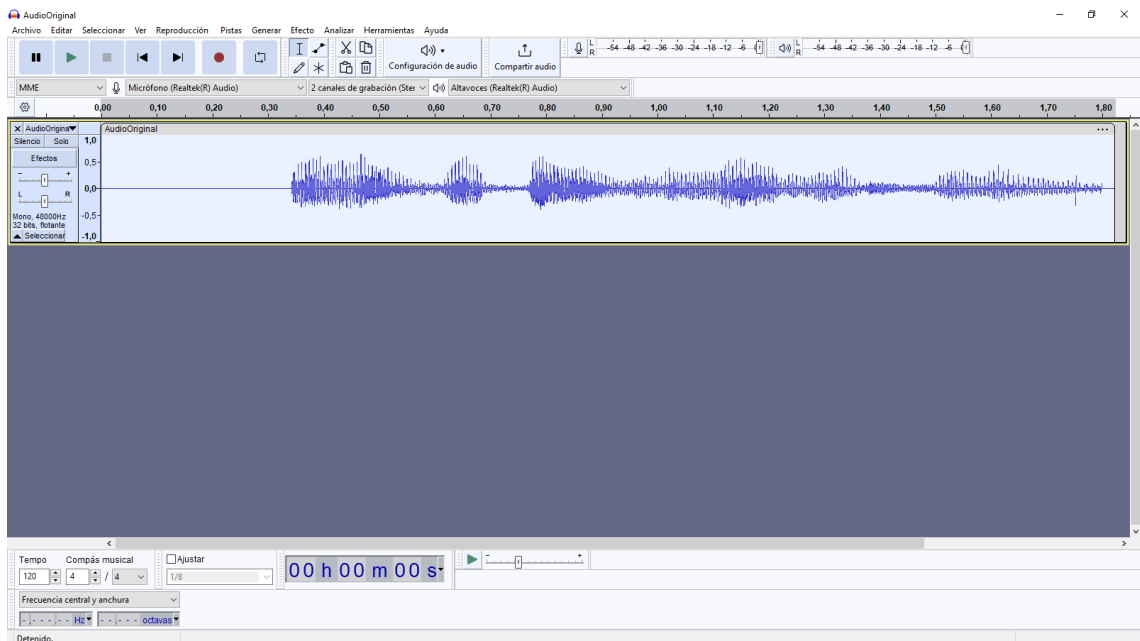 AudioOriginal
Archivo Editar Seleccionar Ver Reproducción Pistas Generar Efecto Analizar Herramientas Ayuda
Configuración de audio
Compartir audio
L
R
-54 -48 -42 -36 -30 -24 -18 -12 -6 0
L
R
-54 -48 -42 -36 -30 -24 -18 -12 -6 0
MME
Micrófono (Realtek(R) Audio)
2 canales de grabación (Ster
Altavoces (Realtek(R) Audio)
0,00 0,10 0,20 0,30 0,40 0,50 0,60 0,70 0,80 0,90 1,00 1,10 1,20 1,30 1,40 1,50 1,60 1,70 1,80
AudioOrigina
AudioOriginal
Silencio Solo
Efectos
- +
L R
Mono, 48000Hz
32 bits, flotante
Seleccionar
1,0
0,5-
0,0-
-0,5-
-1,0
Tempo
Compás musical
Ajustar
120
4 / 4
1/8
00 h 00 m 00 s
- +
Frecuencia central y anchura
Hz
octavas
Detenido.